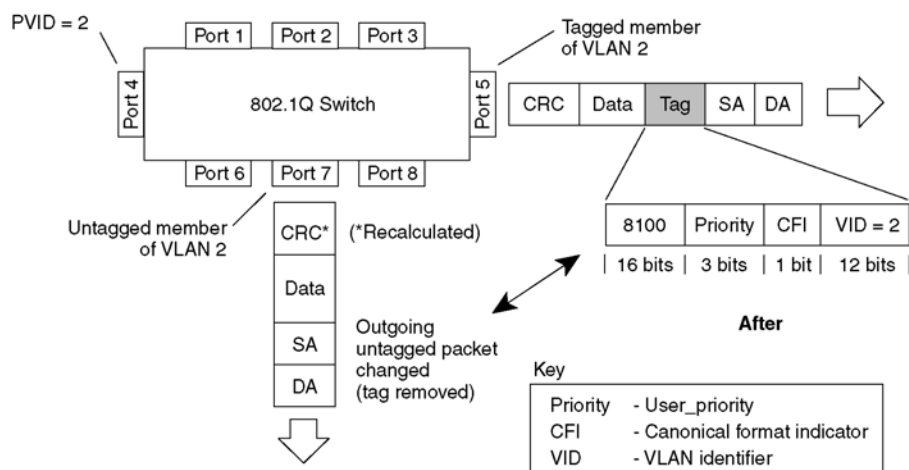 PVID = 2
Port 1
Port 2
Port 3
Tagged member
of VLAN 2
Port 4
802.1Q Switch
Port 5
CRC
Data
Tag
SA
DA
Port 6
Port 7
Port 8
Untagged member
of VLAN 2
CRC*
(*Recalculated)
8100
Priority
CFI
VID = 2
16 bits
3 bits
1 bit
12 bits
Data
After
SA
DA
Outgoing
untagged packet
changed
(tag removed)
Key
Priority - User_priority
CFI - Canonical format indicator
VID - VLAN identifier